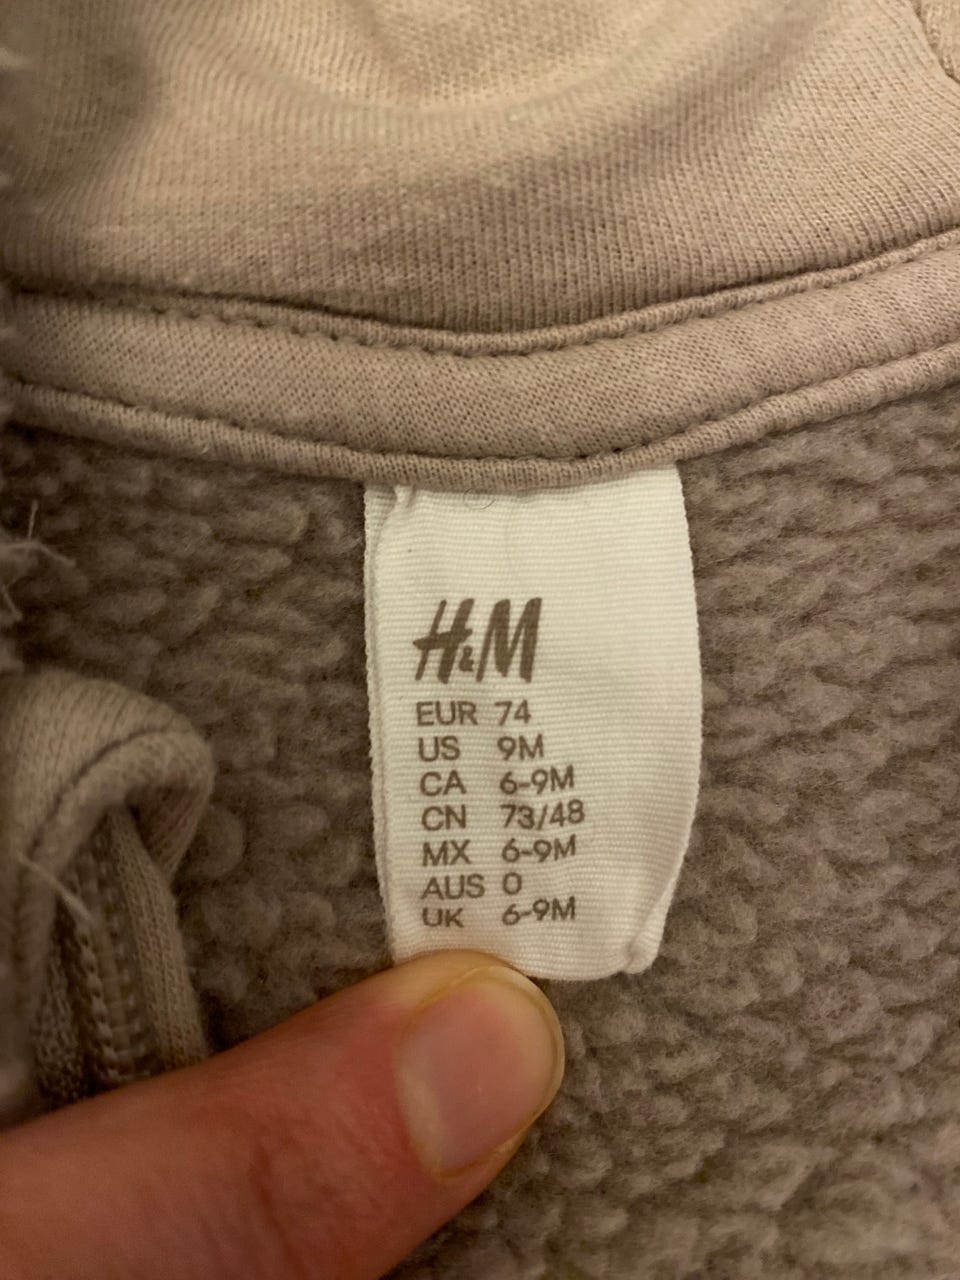 H&M
EUR 74
US 9M
CA 6-9M
CN 73/48
MX 6-9M
AUS 0
UK 6-9M